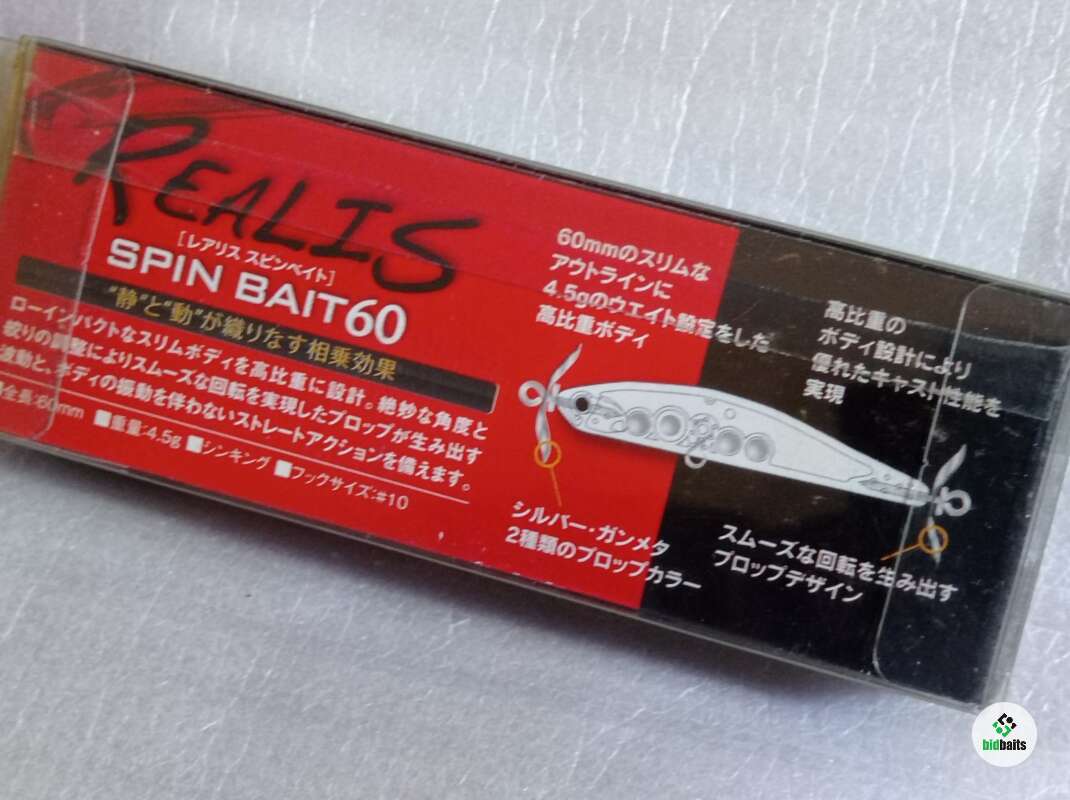 REALIS
[レアリス スピンベイト]
SPIN BAIT60
"静"と"動"が織りなす相乗効果
ローインパクトなスリムボディを高比重に設計。絶妙な角度と
絞りの調整によりスムーズな回転を実現したプロップが生み出す
波動と、ボディの振動を伴わないストレートアクションを備えます。
全長:60mm ■重量:4.5g ■シンキング ■フックサイズ:#10
60mmのスリムな
アウトラインに
4.5gのウエイト設定をした
高比重ボディ
高比重の
ボディ設計により
優れたキャスト性能を
実現
シルバー・ガンメタ
2種類のプロップカラー
スムーズな回転を生み出す
プロップデザイン
bidbaits